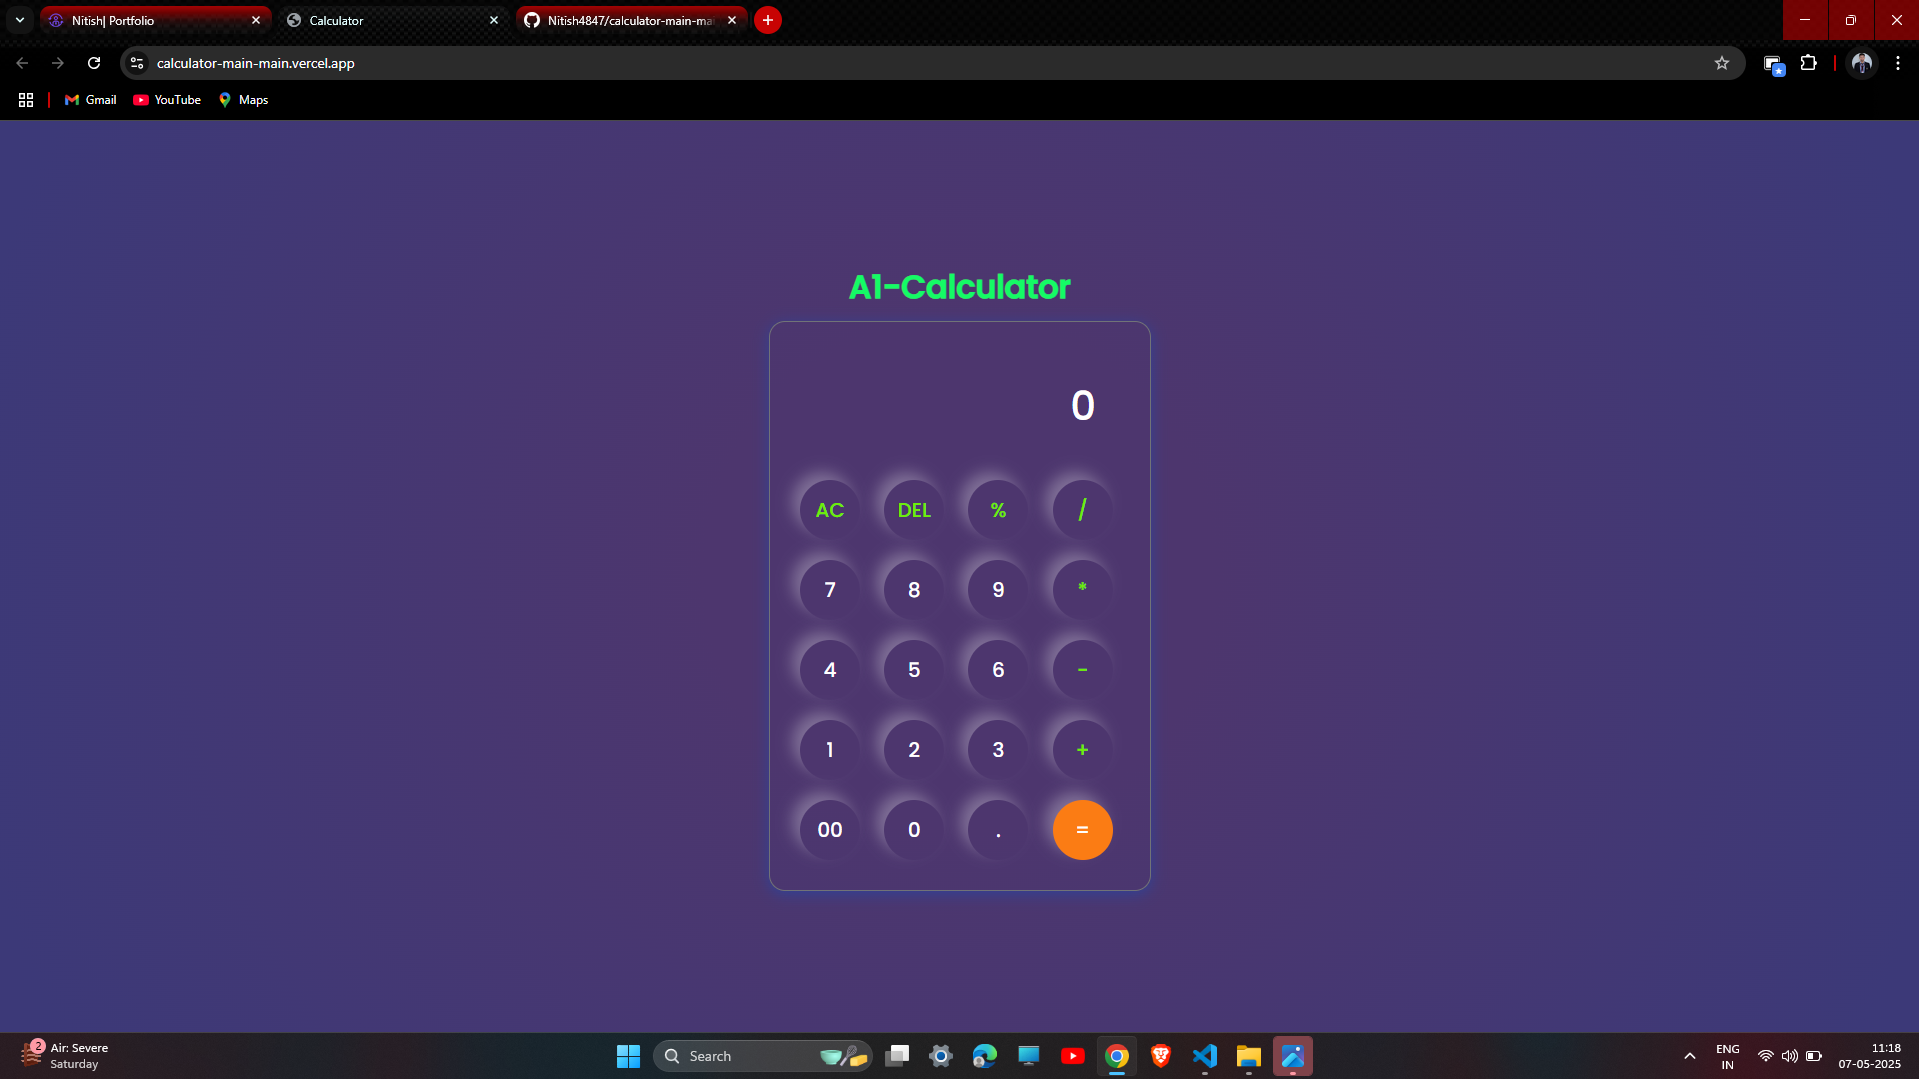 Nitish| Portfolio
Calculator
Nitish4847/calculator-main-ma
calculator-main-main.vercel.app
Gmail
YouTube
Maps
A1-Calculator
0
AC DEL % /
7 8 9 *
4 5 6 -
1 2 3 +
00 0 . =
2
Air: Severe
Saturday
Search
ENG
IN
11:18
07-05-2025